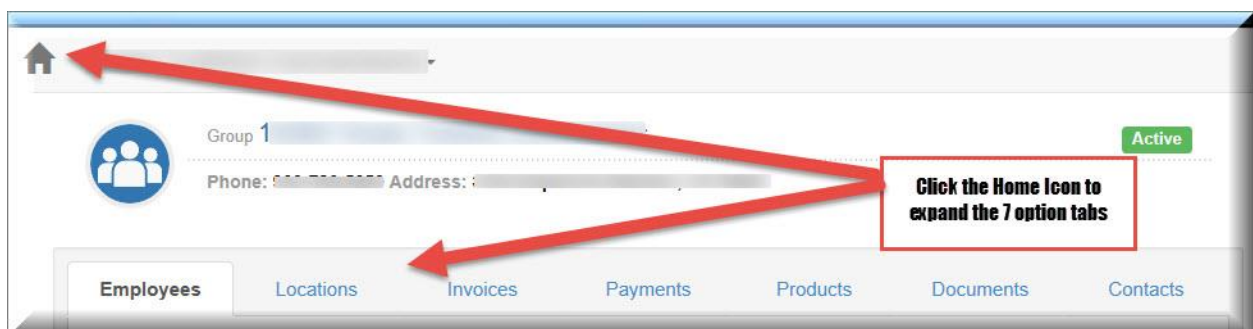 Group 1
Active
Phone: Address:
Click the Home Icon to
expand the 7 option tabs
Employees Locations Invoices Payments Products Documents Contacts